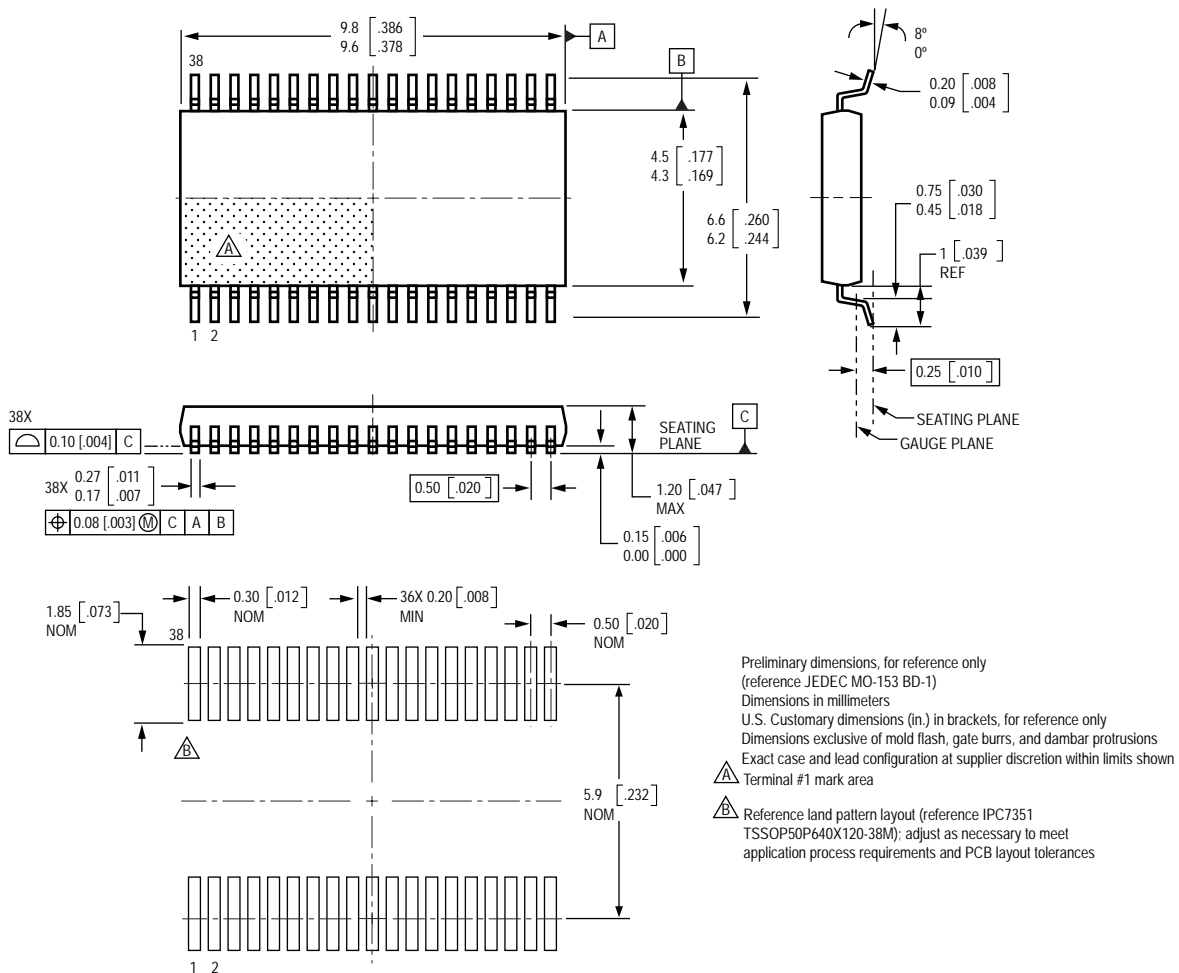 9.8 [.386
9.6 .378]
A
8º
0º
38
B
0.20 [.008
0.09 .004]
4.5 [.177
4.3 .169]
0.75 [.030
0.45 .018]
6.6 [.260
6.2 .244]
A
1 [.039]
REF
1 2
0.25 [.010]
SEATING PLANE
GAUGE PLANE
38X
0.10 [.004] C
SEATING
PLANE
C
38X 0.27 [.011
0.17 .007]
0.50 [.020]
1.20 [.047]
MAX
0.08 [.003] Ⓜ C A B
0.15 [.006
0.00 .000]
1.85 [.073]
NOM
0.30 [.012]
NOM
36X 0.20 [.008]
MIN
0.50 [.020]
NOM
38
B
5.9 [.232]
NOM
1 2
Preliminary dimensions, for reference only
(reference JEDEC MO-153 BD-1)
Dimensions in millimeters
U.S. Customary dimensions (in.) in brackets, for reference only
Dimensions exclusive of mold flash, gate burrs, and dambar protrusions
Exact case and lead configuration at supplier discretion within limits shown
A Terminal #1 mark area
B Reference land pattern layout (reference IPC7351
TSSOP50P640X120-38M); adjust as necessary to meet
application process requirements and PCB layout tolerances